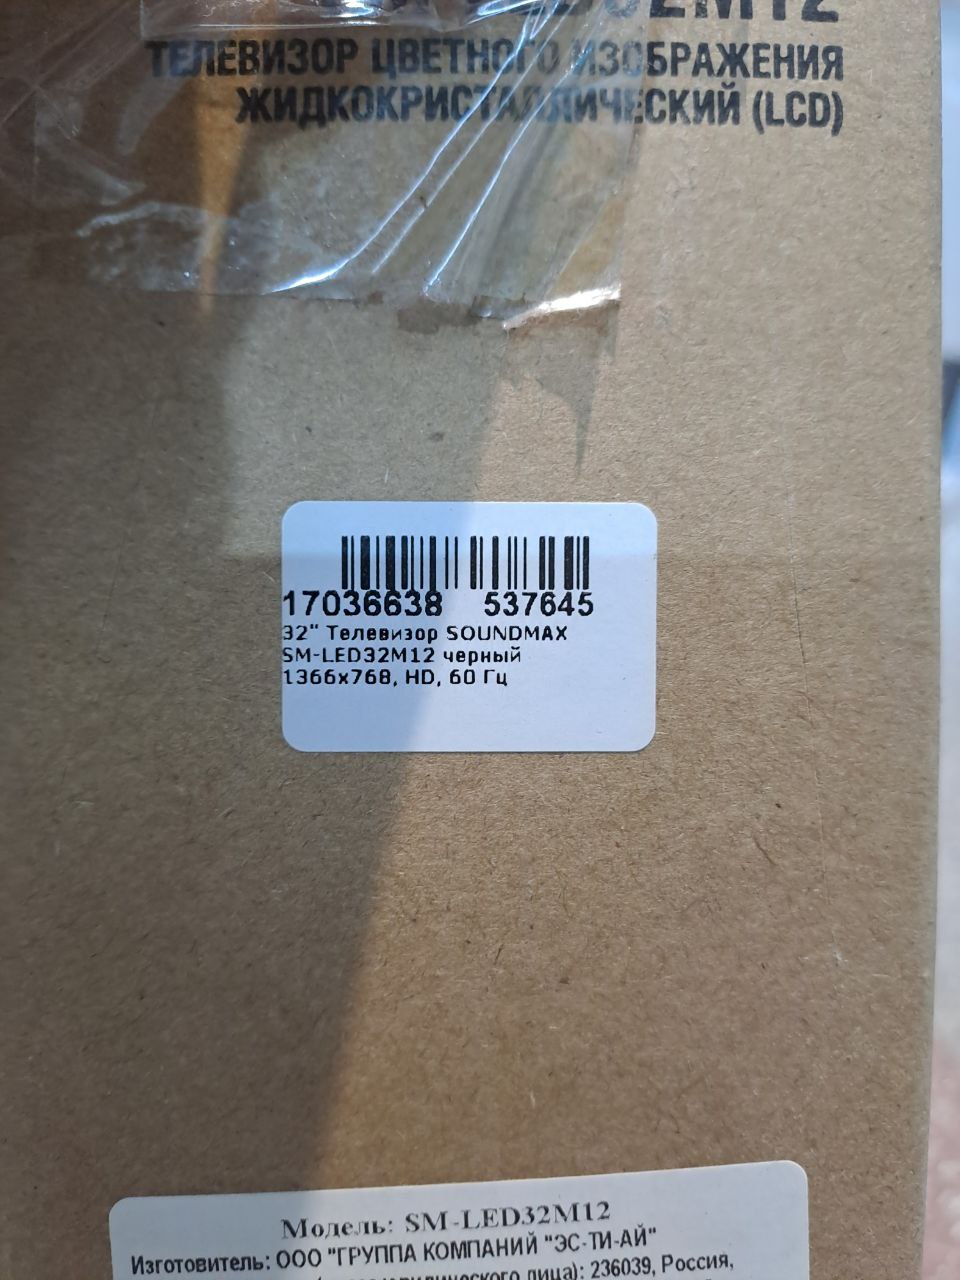 ТЕЛЕВИЗОР ЦВЕТНОГО ИЗОБРАЖЕНИЯ
ЖИДКОКРИСТАЛЛИЧЕСКИЙ (LCD)
17036638 537645
32" Телевизор SOUNDMAX
SM-LED32M12 черный
1366x768, HD, 60 Гц
Модель: SM-LED32M12
Изготовитель: ООО "ГРУППА КОМПАНИЙ "ЭС-ТИ-АЙ"
лица): 236039, Россия,